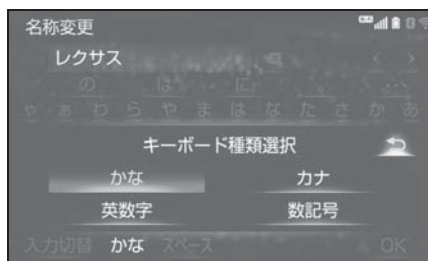 名称変更
レクサス
の は に
ゃ ぁ わ ら や ま は な た さ か あ
キーボード種類選択
かな カナ
英数字 数記号
入力切替 かな スペース OK